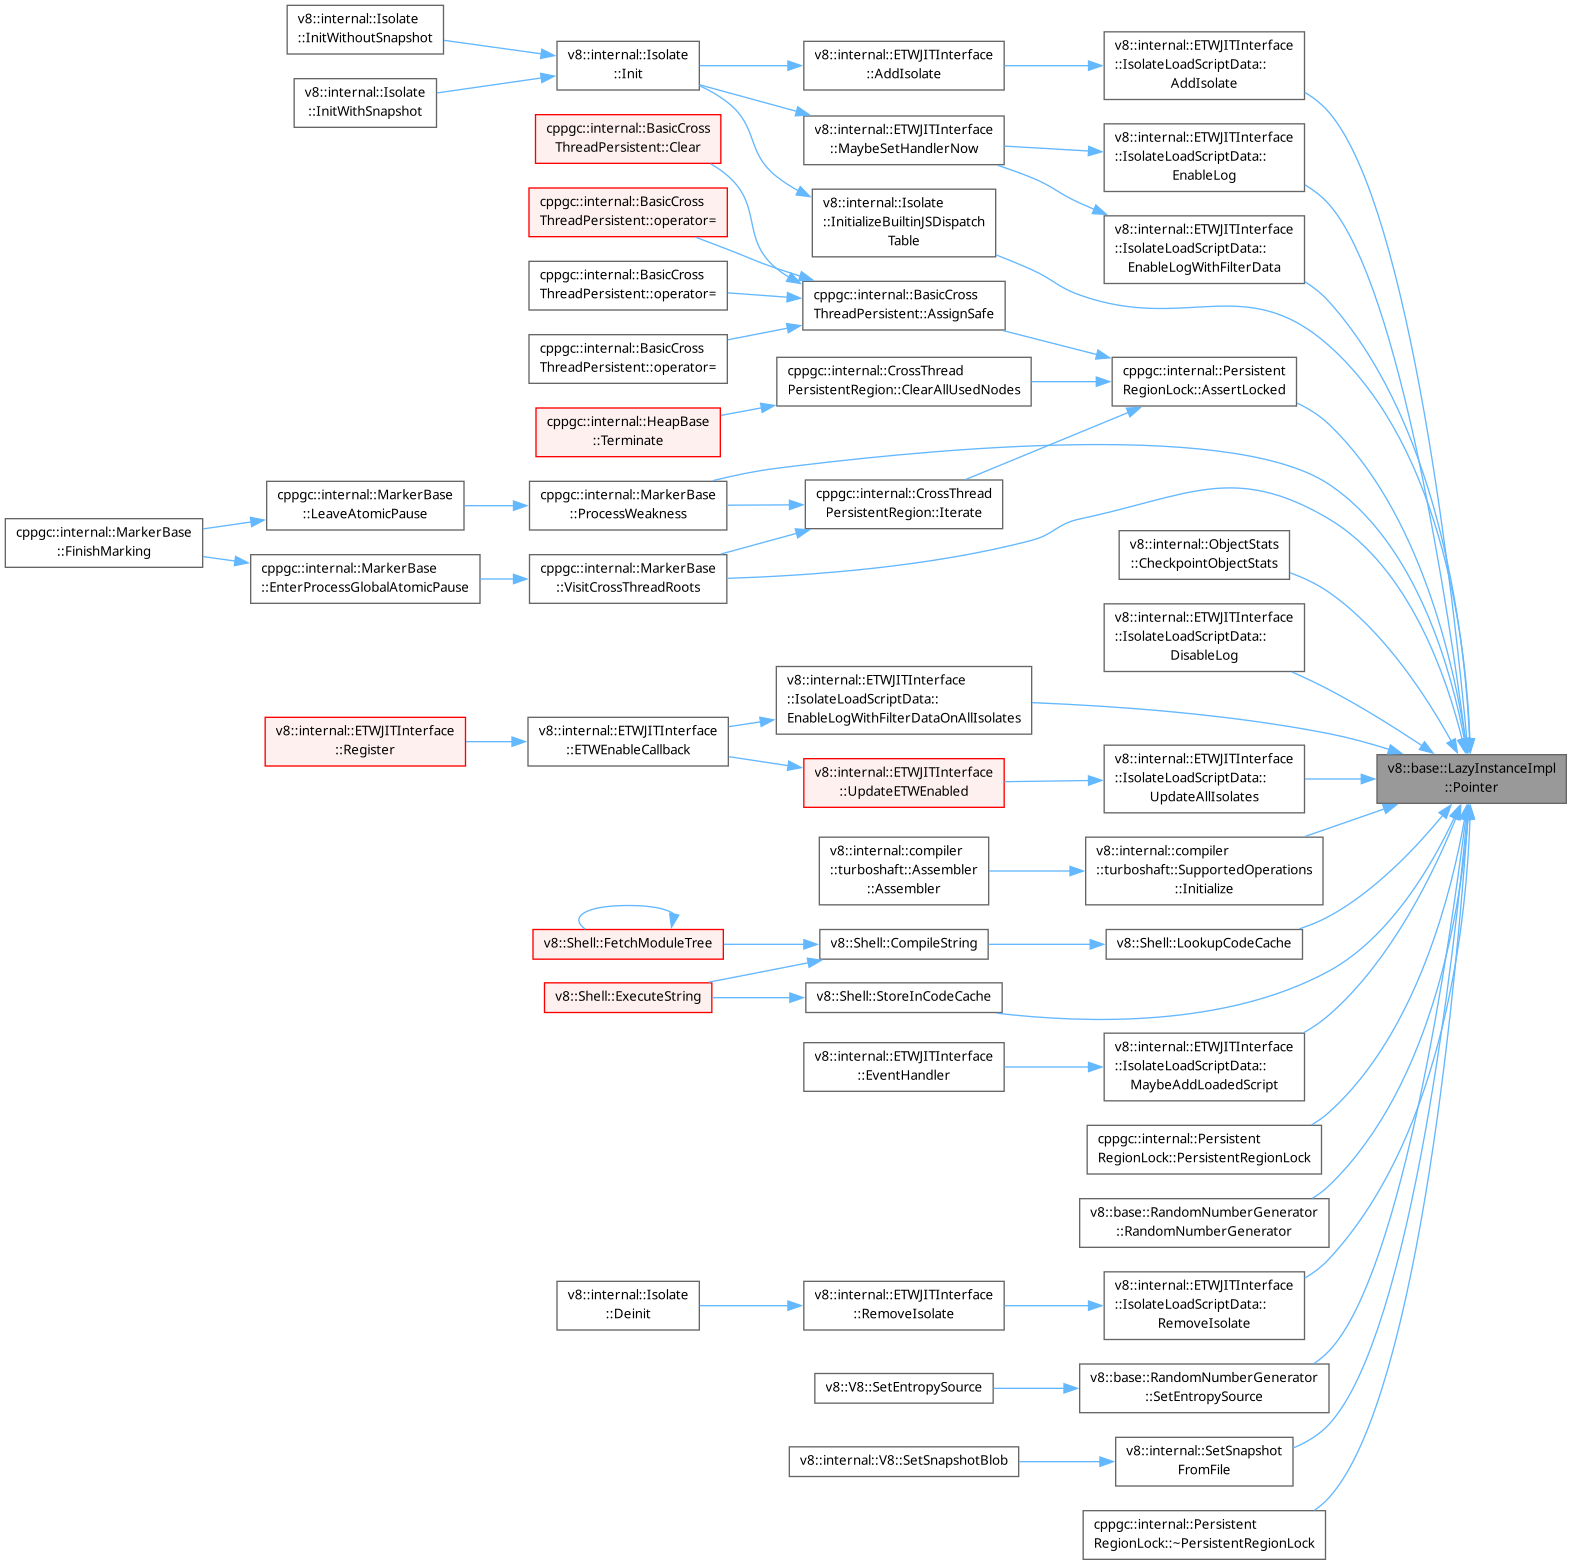 v8::internal::Isolate
::InitWithoutSnapshot
v8::internal::Isolate
::InitWithSnapshot
v8::internal::Isolate
::Init
v8::internal::ETWJITInterface
::AddIsolate
v8::internal::ETWJITInterface
::IsolateLoadScriptData::
AddIsolate
cppgc::internal::BasicCross
ThreadPersistent::Clear
v8::internal::ETWJITInterface
::MaybeSetHandlerNow
v8::internal::ETWJITInterface
::IsolateLoadScriptData::
EnableLog
cppgc::internal::BasicCross
ThreadPersistent::operator=
v8::internal::Isolate
::InitializeBuiltinJSDispatch
Table
v8::internal::ETWJITInterface
::IsolateLoadScriptData::
EnableLogWithFilterData
cppgc::internal::BasicCross
ThreadPersistent::operator=
cppgc::internal::BasicCross
ThreadPersistent::AssignSafe
cppgc::internal::BasicCross
ThreadPersistent::operator=
cppgc::internal::CrossThread
PersistentRegion::ClearAllUsedNodes
cppgc::internal::Persistent
RegionLock::AssertLocked
cppgc::internal::HeapBase
::Terminate
cppgc::internal::MarkerBase
::FinishMarking
cppgc::internal::MarkerBase
::LeaveAtomicPause
cppgc::internal::MarkerBase
::ProcessWeakness
cppgc::internal::CrossThread
PersistentRegion::Iterate
cppgc::internal::MarkerBase
::EnterProcessGlobalAtomicPause
cppgc::internal::MarkerBase
::VisitCrossThreadRoots
v8::internal::ObjectStats
::CheckpointObjectStats
v8::internal::ETWJITInterface
::IsolateLoadScriptData::
DisableLog
v8::internal::ETWJITInterface
::IsolateLoadScriptData::
EnableLogWithFilterDataOnAllIsolates
v8::internal::ETWJITInterface
::Register
v8::internal::ETWJITInterface
::ETWEnableCallback
v8::internal::ETWJITInterface
::UpdateETWEnabled
v8::internal::ETWJITInterface
::IsolateLoadScriptData::
UpdateAllIsolates
v8::base::LazyInstanceImpl
::Pointer
v8::internal::compiler
::turboshaft::Assembler
::Assembler
v8::internal::compiler
::turboshaft::SupportedOperations
::Initialize
v8::Shell::FetchModuleTree
v8::Shell::CompileString
v8::Shell::LookupCodeCache
v8::Shell::ExecuteString
v8::Shell::StoreInCodeCache
v8::internal::ETWJITInterface
::EventHandler
v8::internal::ETWJITInterface
::IsolateLoadScriptData::
MaybeAddLoadedScript
cppgc::internal::Persistent
RegionLock::PersistentRegionLock
v8::base::RandomNumberGenerator
::RandomNumberGenerator
v8::internal::Isolate
::Deinit
v8::internal::ETWJITInterface
::RemoveIsolate
v8::internal::ETWJITInterface
::IsolateLoadScriptData::
RemoveIsolate
v8::V8::SetEntropySource
v8::base::RandomNumberGenerator
::SetEntropySource
v8::internal::V8::SetSnapshotBlob
v8::internal::SetSnapshot
FromFile
cppgc::internal::Persistent
RegionLock::~PersistentRegionLock